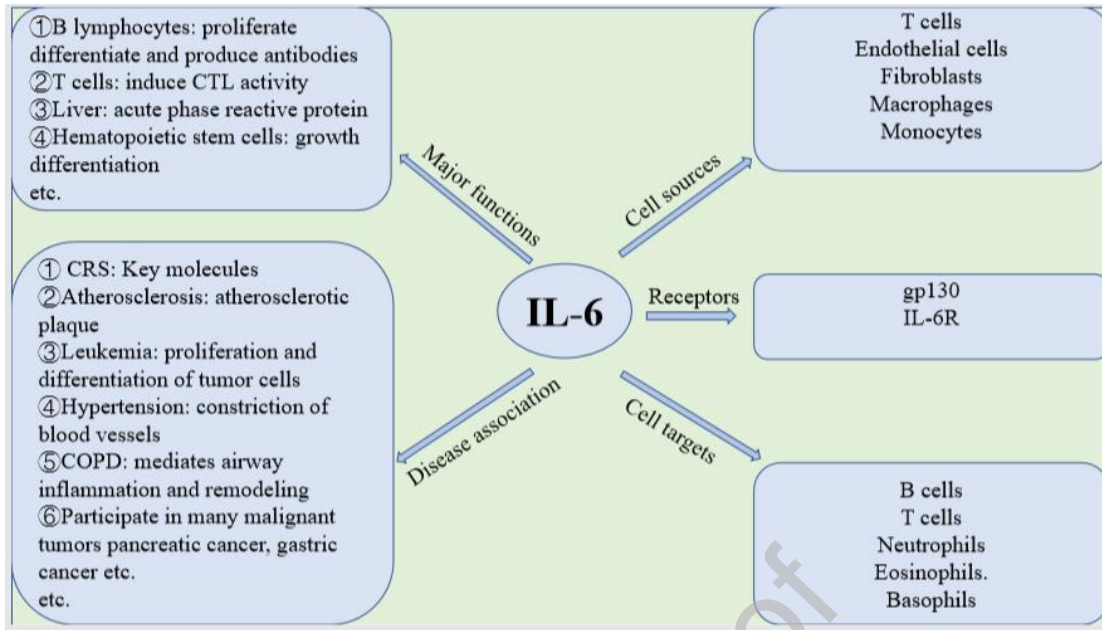 ①B lymphocytes: proliferate
differentiate and produce antibodies
②T cells: induce CTL activity
③Liver: acute phase reactive protein
④Hematopoietic stem cells: growth
differentiation
etc.
T cells
Endothelial cells
Fibroblasts
Macrophages
Monocytes
Major functions
Cell sources
IL-6
Receptors
gp130
IL-6R
① CRS: Key molecules
②Atherosclerosis: atherosclerotic
plaque
③Leukemia: proliferation and
differentiation of tumor cells
④Hypertension: constriction of
blood vessels
⑤COPD: mediates airway
inflammation and remodeling
⑥Participate in many malignant
tumors pancreatic cancer, gastric
cancer etc.
etc.
Disease association
Cell targets
B cells
T cells
Neutrophils
Eosinophils.
Basophils
of